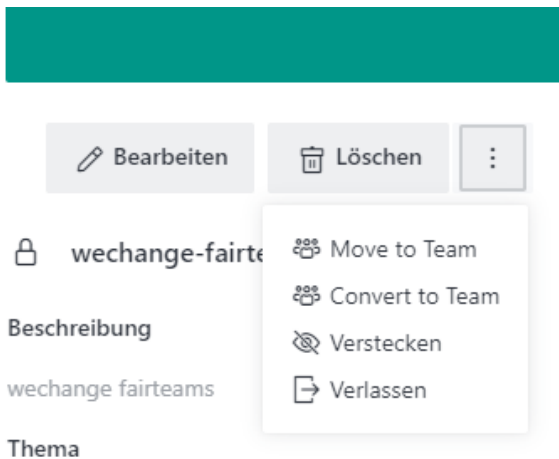 Bearbeiten Löschen
wechange-fairte
Move to Team
Convert to Team
Beschreibung
Verstecken
wechange fairteams
Verlassen
Thema